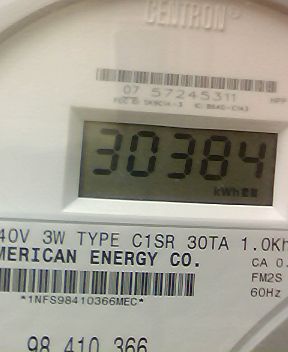 CENTRON®
07 57245311
30384
kWh
40V 3W TYPE C1SR 30TA 1.0Kh
MERICAN ENERGY CO.
CA 0.
FM2S
*1NFS98410366MEC*
60Hz
98 410 366